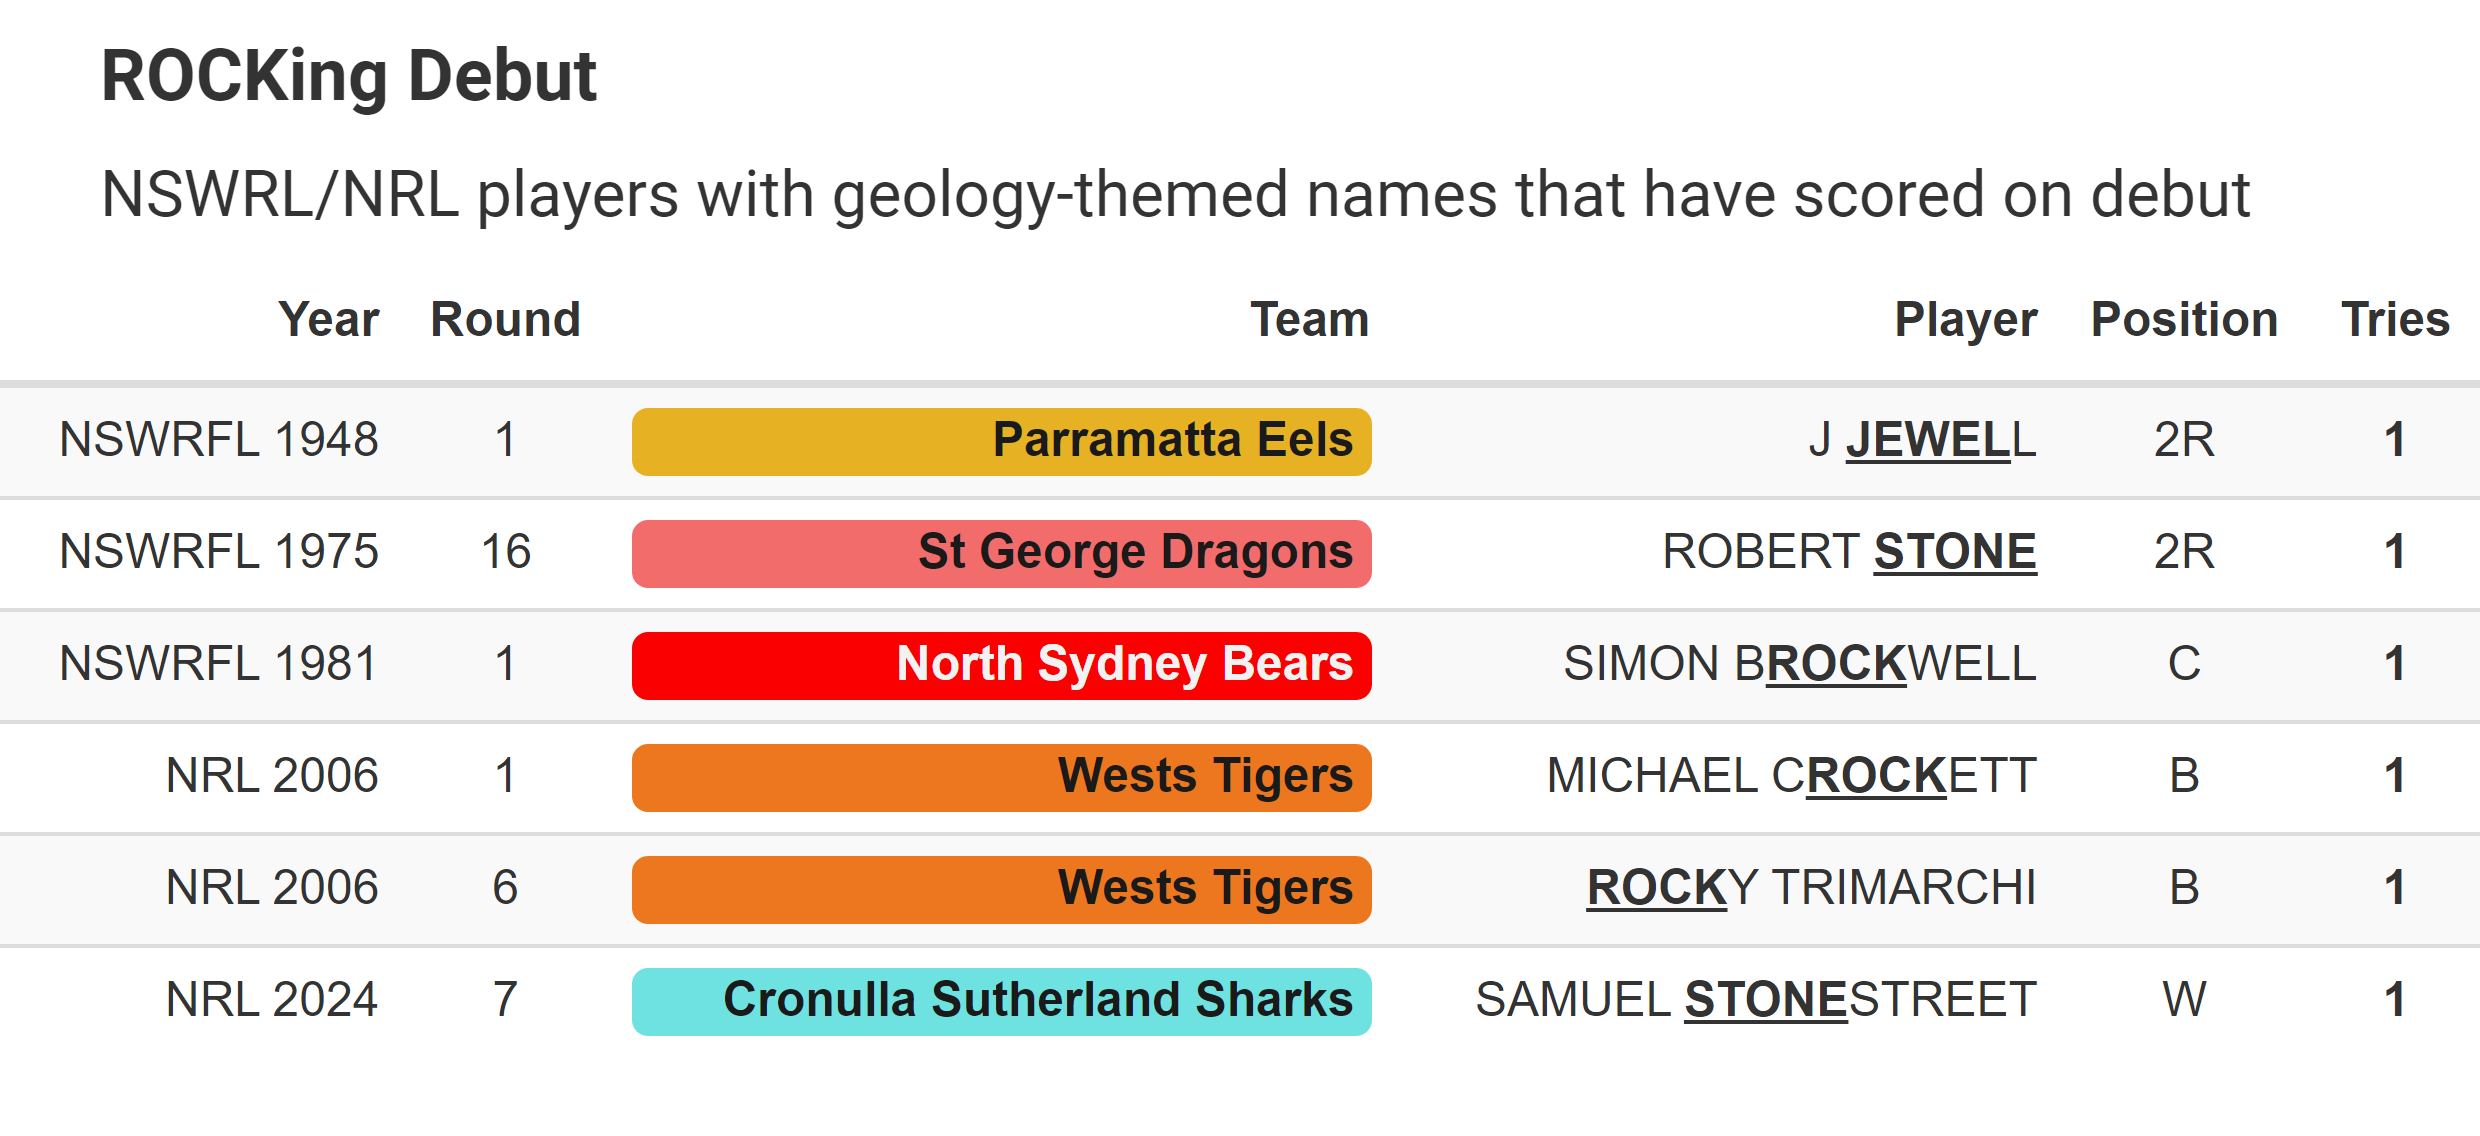 ROCKing Debut
NSWRL/NRL players with geology-themed names that have scored on debut
Year Round Team Player Position Tries
NSWRFL 1948 1 Parramatta Eels J JEWELL 2R 1
NSWRFL 1975 16 St George Dragons ROBERT STONE 2R 1
NSWRFL 1981 1 North Sydney Bears SIMON BROCKWELL C 1
NRL 2006 1 Wests Tigers MICHAEL CROCKETT B 1
NRL 2006 6 Wests Tigers ROCKY TRIMARCHI B 1
NRL 2024 7 Cronulla Sutherland Sharks SAMUEL STONESTREET W 1